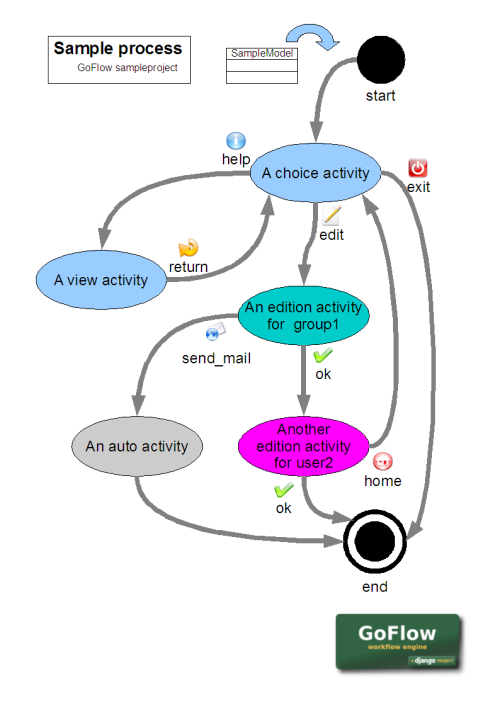 Sample process
GoFlow sampleproject
SampleModel
start
help
A choice activity
exit
edit
return
A view activity
An edition activity
for group1
send_mail
ok
An auto activity
Another
edition activity
for user2
home
ok
end
GoFlow
workflow engine
a django PROJECT